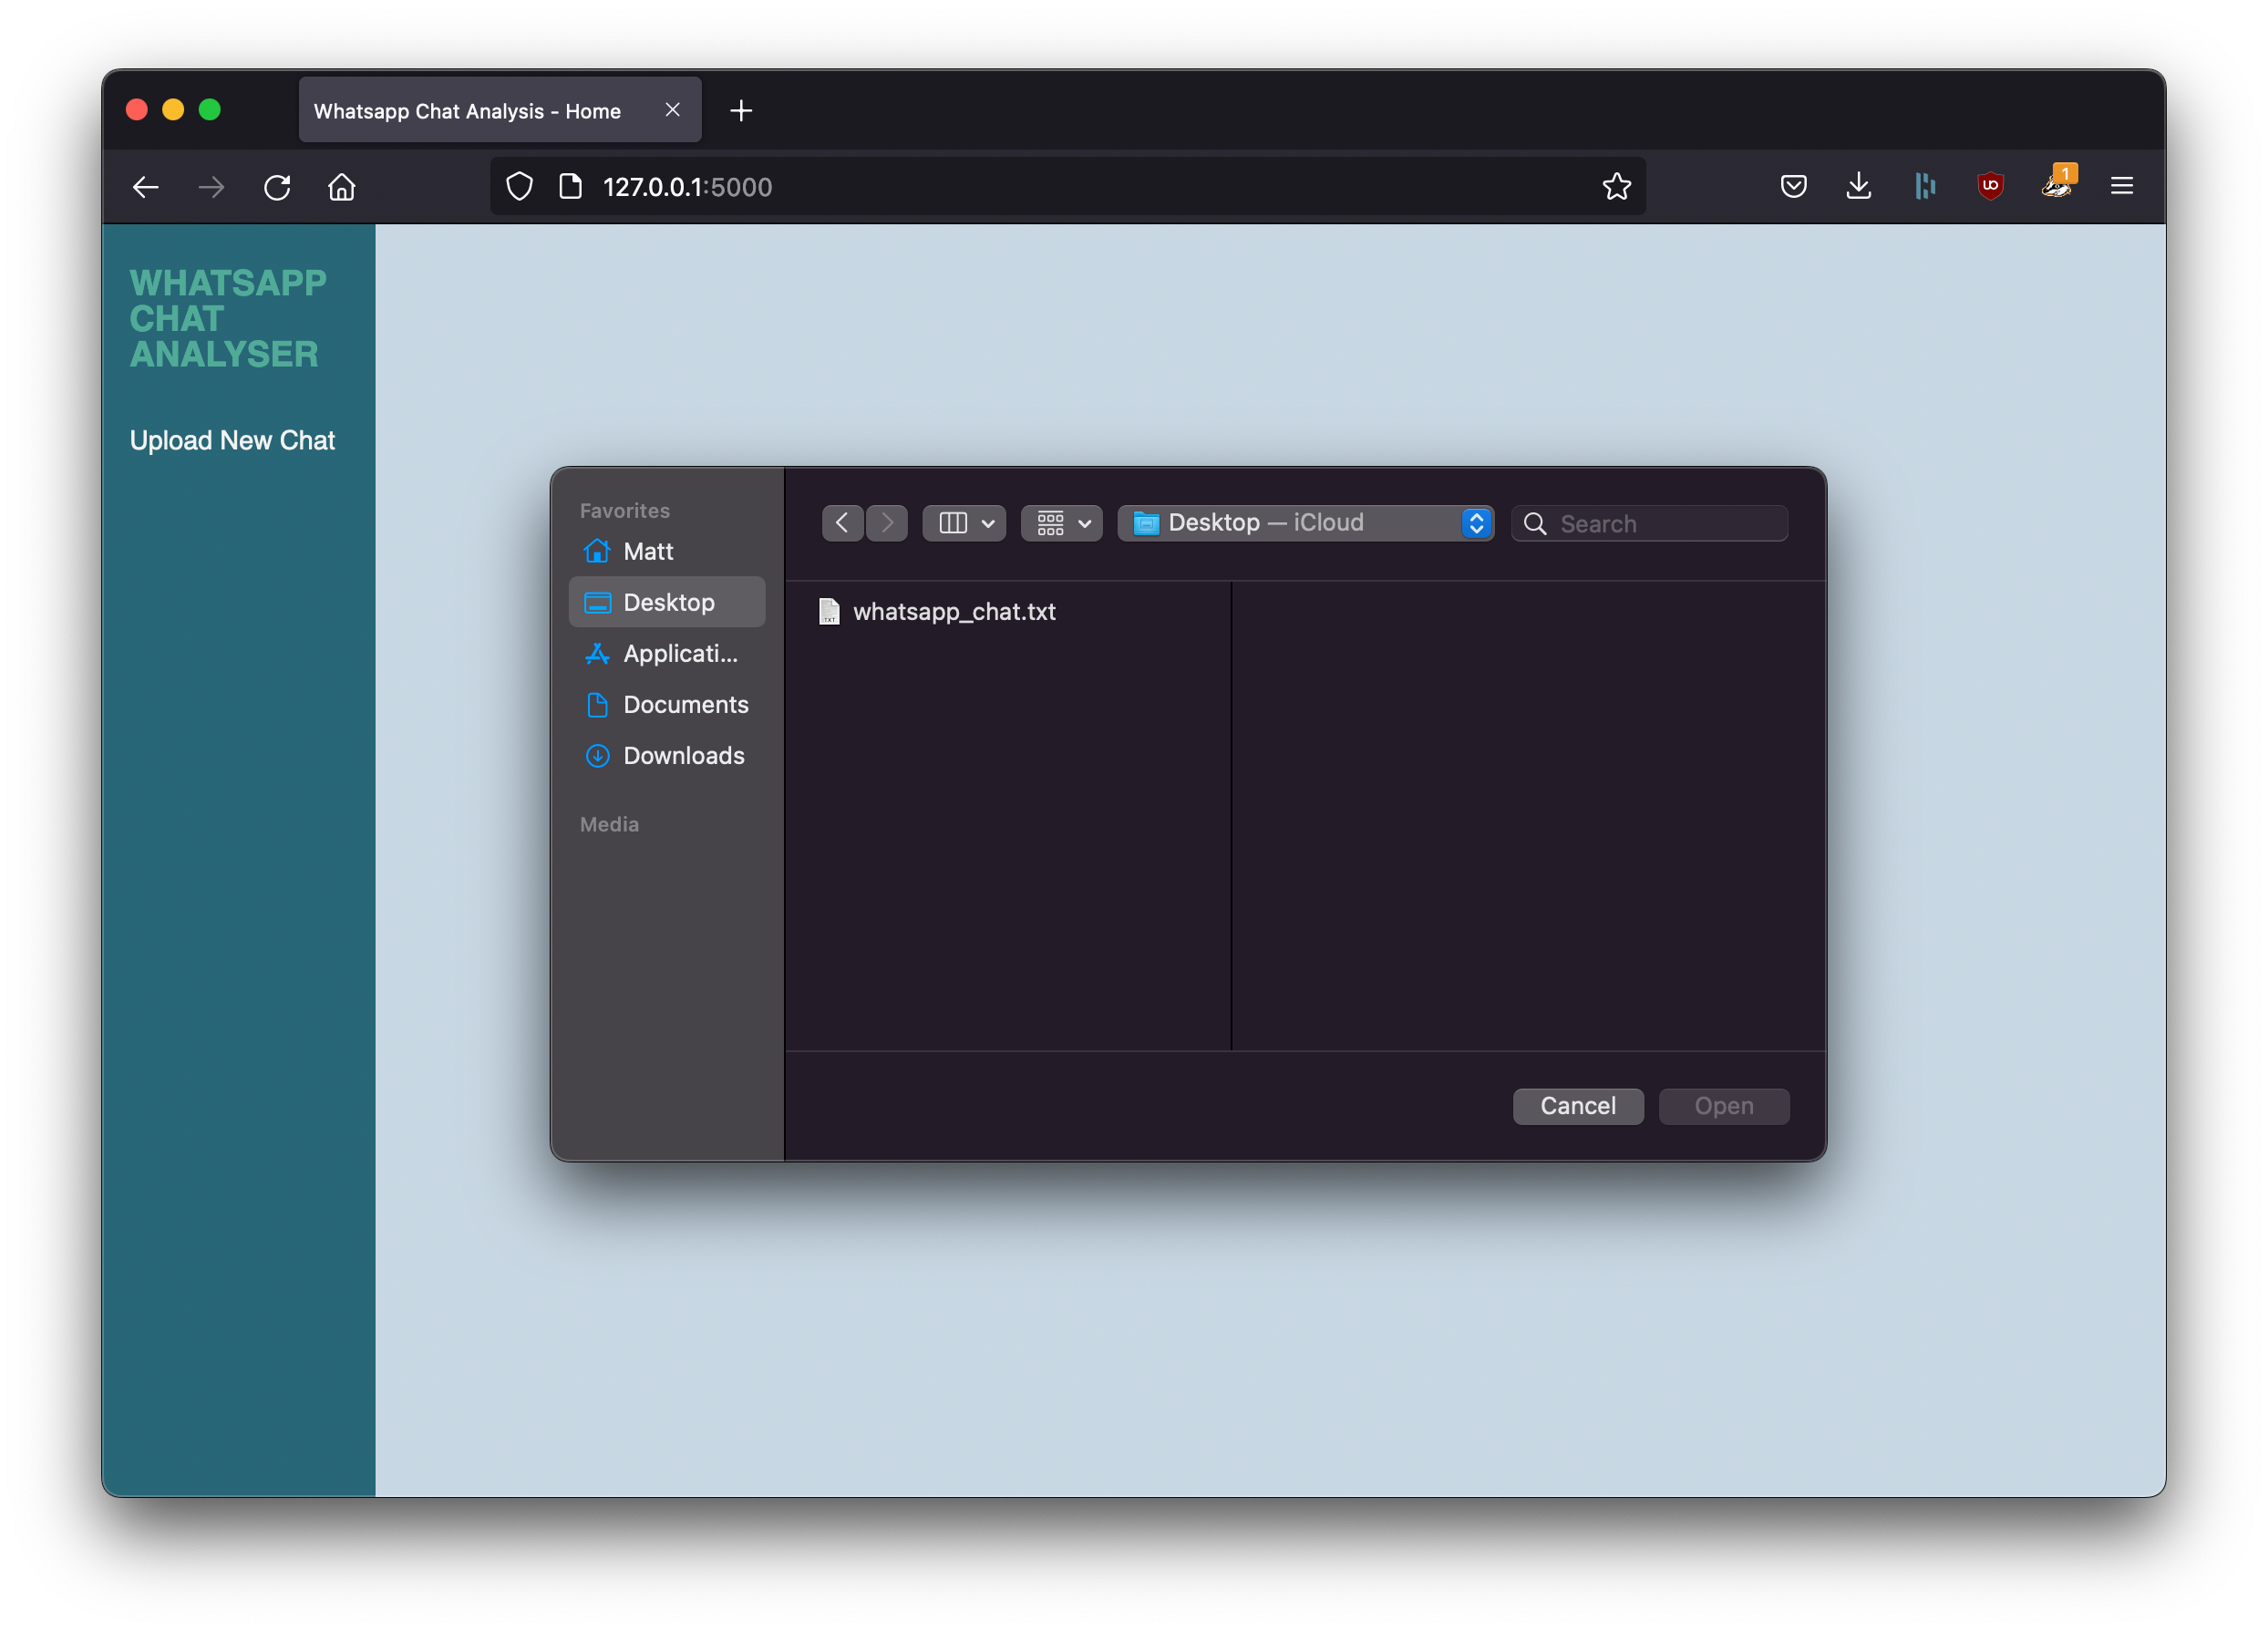 Whatsapp Chat Analysis - Home
127.0.0.1:5000
1
WHATSAPP
CHAT
ANALYSER
Upload New Chat
Favorites
Matt
Desktop
Applicati...
Documents
Downloads
Media
Desktop — iCloud
Search
TXT
whatsapp_chat.txt
Cancel
Open